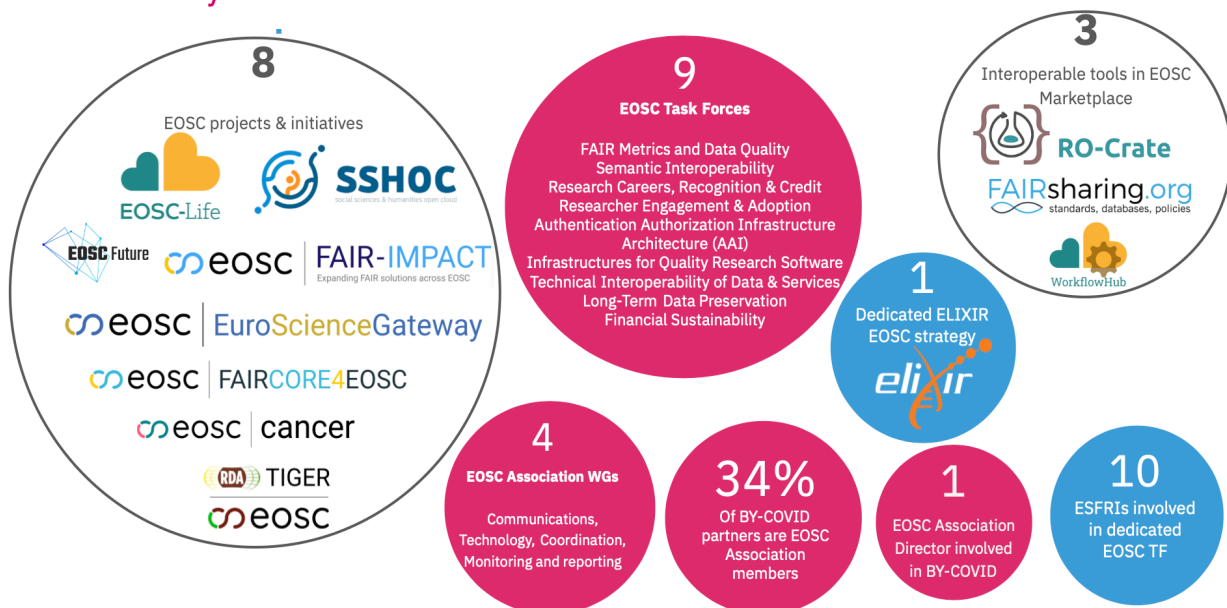 y
8
EOSC projects & initiatives
EOSC-Life
SSHOC
social sciences & humanities open cloud
EOSC Future
eosc
FAIR-IMPACT
Expanding FAIR solutions across EOSC
eosc
EuroScienceGateway
eosc
FAIRCORE4EOSC
eosc
cancer
RDA TIGER
eosc
9
EOSC Task Forces
FAIR Metrics and Data Quality
Semantic Interoperability
Research Careers, Recognition & Credit
Researcher Engagement & Adoption
Authentication Authorization Infrastructure
Architecture (AAI)
Infrastructures for Quality Research Software
Technical Interoperability of Data & Services
Long-Term Data Preservation
Financial Sustainability
3
Interoperable tools in EOSC
Marketplace
RO-Crate
FAIRsharing.org
standards, databases, policies
WorkflowHub
1
Dedicated ELIXIR
EOSC strategy
elixir
4
EOSC Association WGs
Communications,
Technology, Coordination,
Monitoring and reporting
34%
Of BY-COVID
partners are EOSC
Association
members
1
EOSC Association
Director involved
in BY-COVID
10
ESFRIs involved
in dedicated
EOSC TF